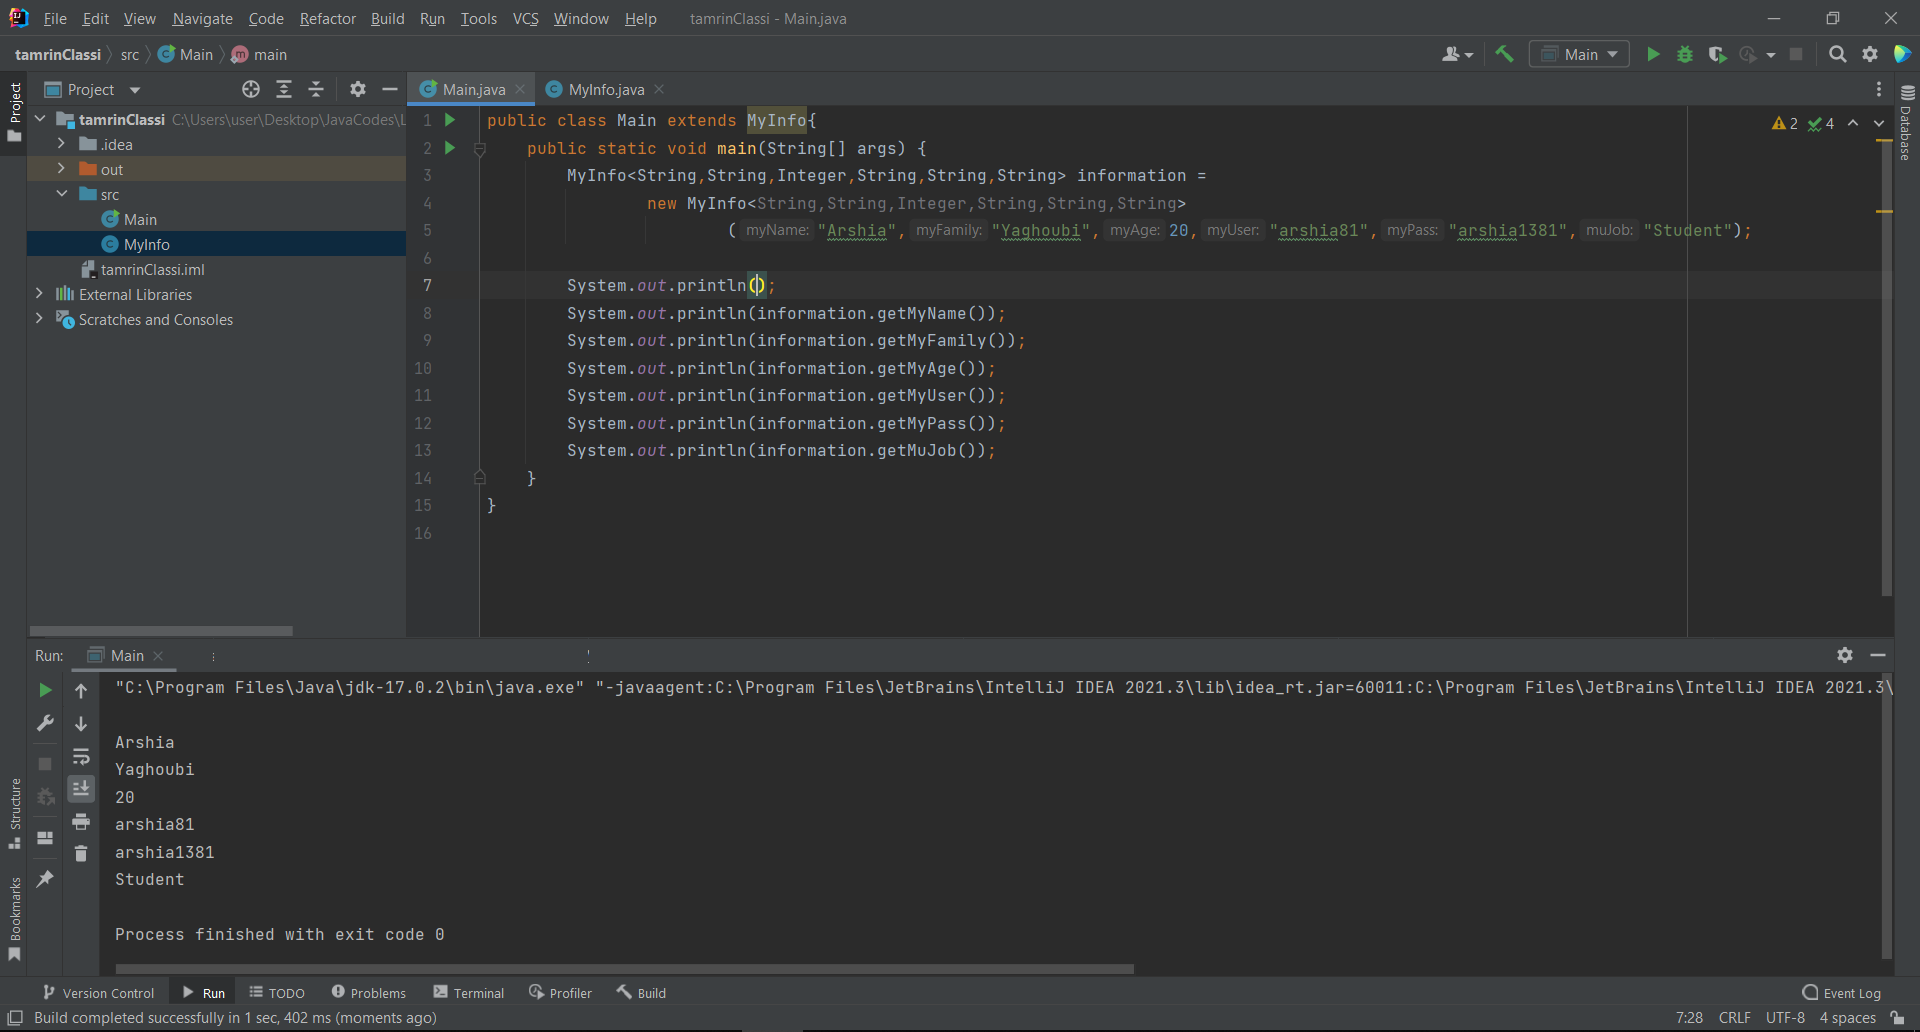 File Edit View Navigate Code Refactor Build Run Tools VCS Window Help tamrinClassi - Main.java
tamrinClassi src Main main
Main
Project
Main.java MyInfo.java
Project
Database
tamrinClassi C:\Users\user\Desktop\JavaCodes\L
.idea
out
src
Main
MyInfo
tamrinClassi.iml
External Libraries
Scratches and Consoles
2 4
1 public class Main extends MyInfo{
2 public static void main(String[] args) {
3 MyInfo<String,String,Integer,String,String,String> information =
4 new MyInfo<String,String,Integer,String,String,String>
5 ( myName: "Arshia", myFamily: "Yaghoubi", myAge: 20, myUser: "arshia81", myPass: "arshia1381", muJob: "Student");
6
7 System.out.println();
8 System.out.println(information.getMyName());
9 System.out.println(information.getMyFamily());
10 System.out.println(information.getMyAge());
11 System.out.println(information.getMyUser());
12 System.out.println(information.getMyPass());
13 System.out.println(information.getMuJob());
14 }
15 }
16
Run: Main
"C:\Program Files\Java\jdk-17.0.2\bin\java.exe" "-javaagent:C:\Program Files\JetBrains\IntelliJ IDEA 2021.3\lib\idea_rt.jar=60011:C:\Program Files\JetBrains\IntelliJ IDEA 2021.3\
Arshia
Yaghoubi
20
arshia81
arshia1381
Student
Process finished with exit code 0
Structure
Bookmarks
Version Control Run TODO Problems Terminal Profiler Build Event Log
Build completed successfully in 1 sec, 402 ms (moments ago) 7:28 CRLF UTF-8 4 spaces